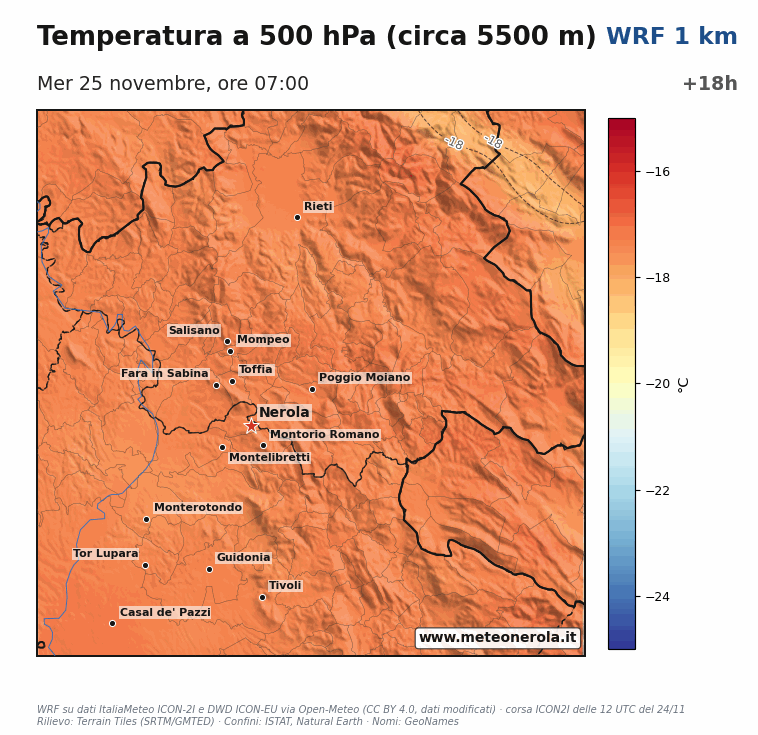 Temperatura a 500 hPa (circa 5500 m) WRF 1 km
Mer 25 novembre, ore 07:00 +18h
-18 -18
Rieti
Salisano
Mompeo
Toffia
Fara in Sabina
Poggio Moiano
Nerola
Montorio Romano
Montelibretti
Monterotondo
Tor Lupara
Guidonia
Tivoli
Casal de' Pazzi
www.meteonerola.it
−16
−18
−20
°C
−22
−24
WRF su dati ItaliaMeteo ICON-2I e DWD ICON-EU via Open-Meteo (CC BY 4.0, dati modificati) · corsa ICON2I delle 12 UTC del 24/11
Rilievo: Terrain Tiles (SRTM/GMTED) · Confini: ISTAT, Natural Earth · Nomi: GeoNames